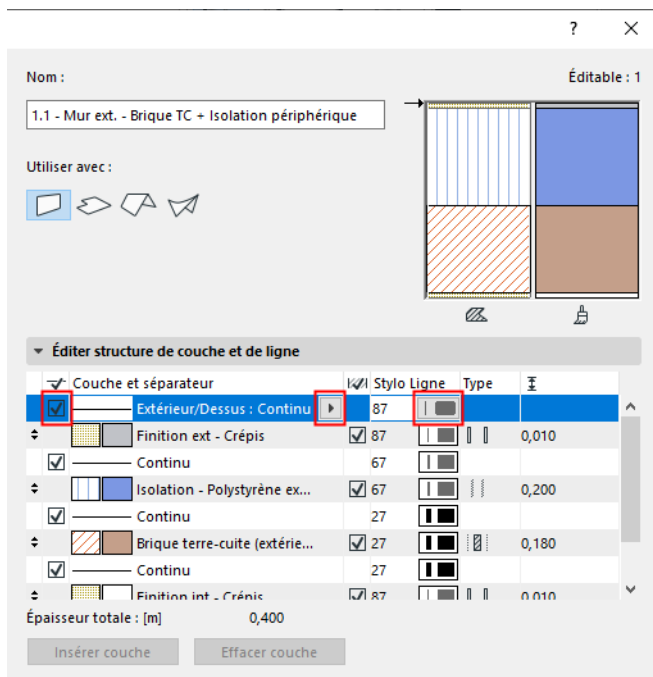 ?
Nom :
Éditable : 1
1.1 - Mur ext. - Brique TC + Isolation périphérique
Utiliser avec :
Éditer structure de couche et de ligne
Couche et séparateur Stylo Ligne Type
Extérieur/Dessus : Continu 87
Finition ext - Crépis 87 0,010
Continu 67
Isolation - Polystyrène ex... 67 0,200
Continu 27
Brique terre-cuite (extérie... 27 0,180
Continu 27
Finition int - Crépis 87 0,010
Épaisseur totale : [m] 0,400
Insérer couche Effacer couche